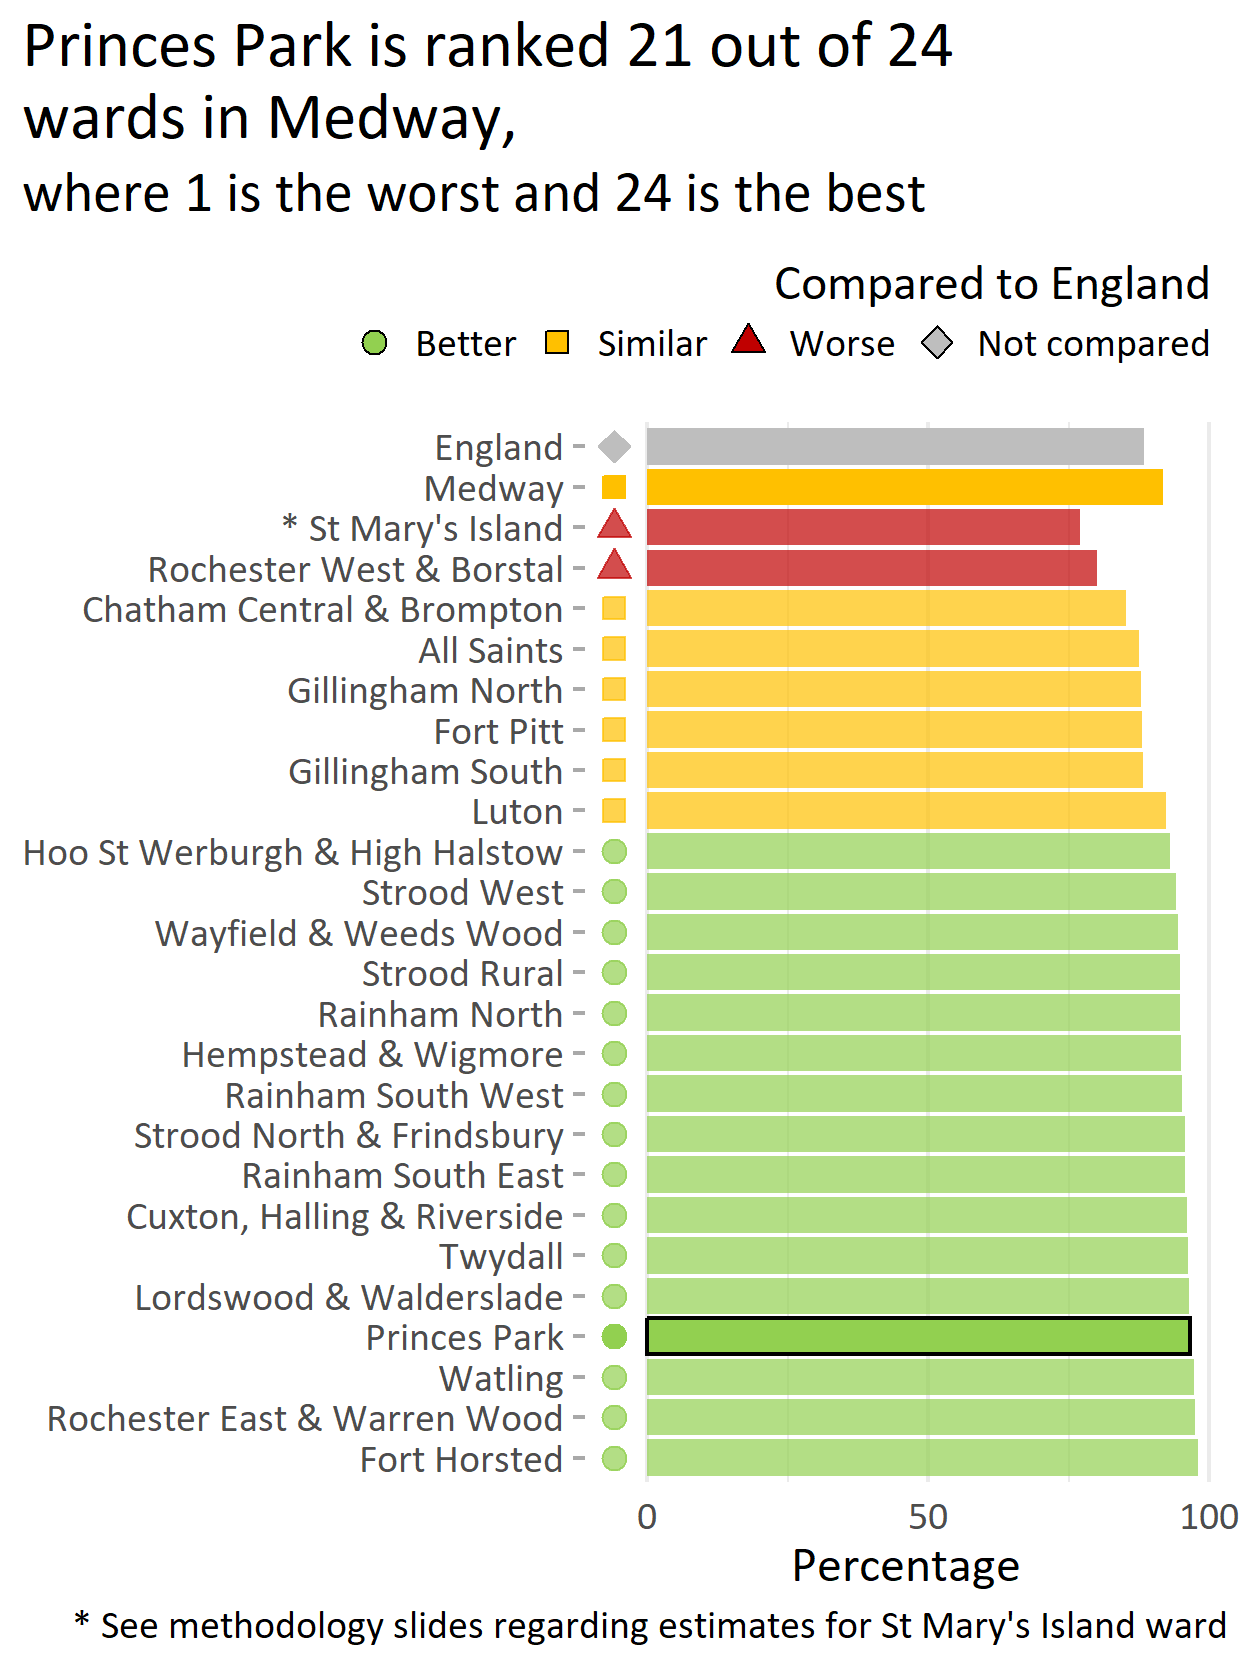 Princes Park is ranked 21 out of 24
wards in Medway,
where 1 is the worst and 24 is the best
Compared to England
Better Similar Worse Not compared
England
Medway
* St Mary's Island
Rochester West & Borstal
Chatham Central & Brompton
All Saints
Gillingham North
Fort Pitt
Gillingham South
Luton
Hoo St Werburgh & High Halstow
Strood West
Wayfield & Weeds Wood
Strood Rural
Rainham North
Hempstead & Wigmore
Rainham South West
Strood North & Frindsbury
Rainham South East
Cuxton, Halling & Riverside
Twydall
Lordswood & Walderslade
Princes Park
Watling
Rochester East & Warren Wood
Fort Horsted
0 50 100
Percentage
* See methodology slides regarding estimates for St Mary's Island ward